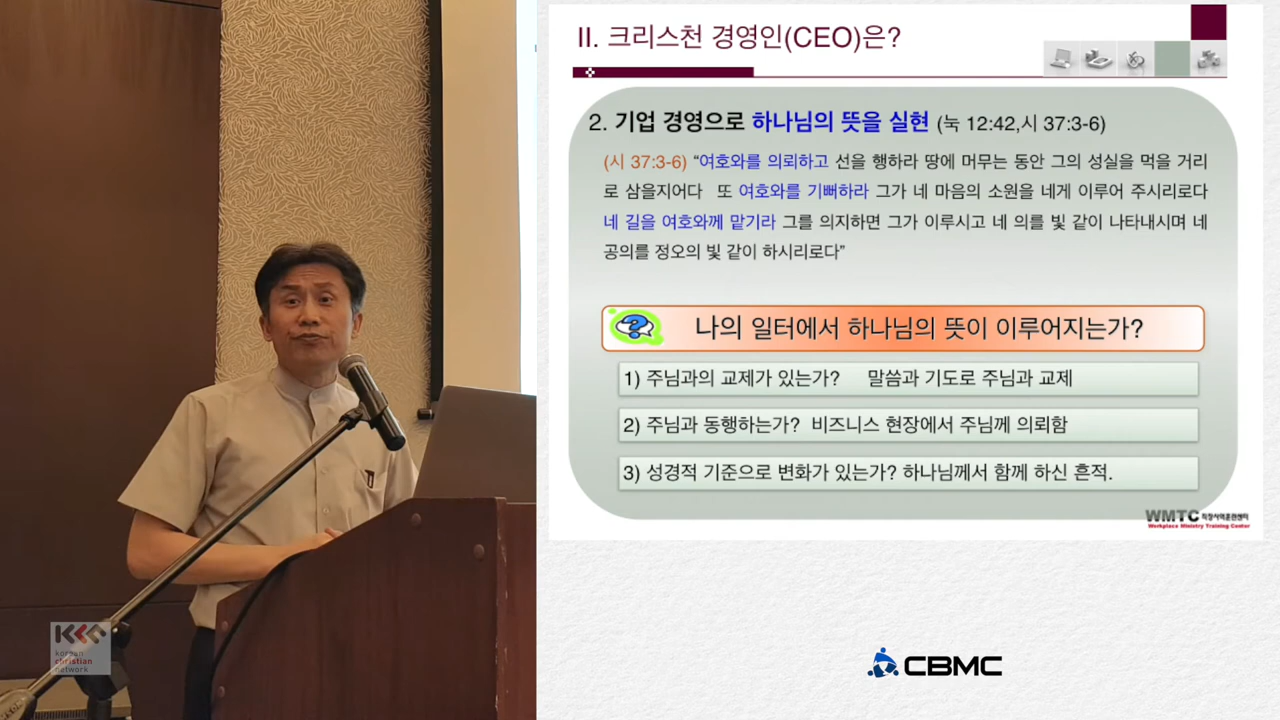 II. 크리스천 경영인(CEO)은?
2. 기업 경영으로 하나님의 뜻을 실현 (눅 12:42,시 37:3-6)
(시 37:3-6) “여호와를 의뢰하고 선을 행하라 땅에 머무는 동안 그의 성실을 먹을 거리
로 삼을지어다 또 여호와를 기뻐하라 그가 네 마음의 소원을 네게 이루어 주시리로다
네 길을 여호와께 맡기라 그를 의지하면 그가 이루시고 네 의를 빛 같이 나타내시며 네
공의를 정오의 빛 같이 하시리로다”
나의 일터에서 하나님의 뜻이 이루어지는가?
1) 주님과의 교제가 있는가? 말씀과 기도로 주님과 교제
2) 주님과 동행하는가? 비즈니스 현장에서 주님께 의뢰함
3) 성경적 기준으로 변화가 있는가? 하나님께서 함께 하신 흔적.
WMTC 직장사역훈련센터
Workplace Ministry Training Center
KCN
korean
christian
network
CBMC